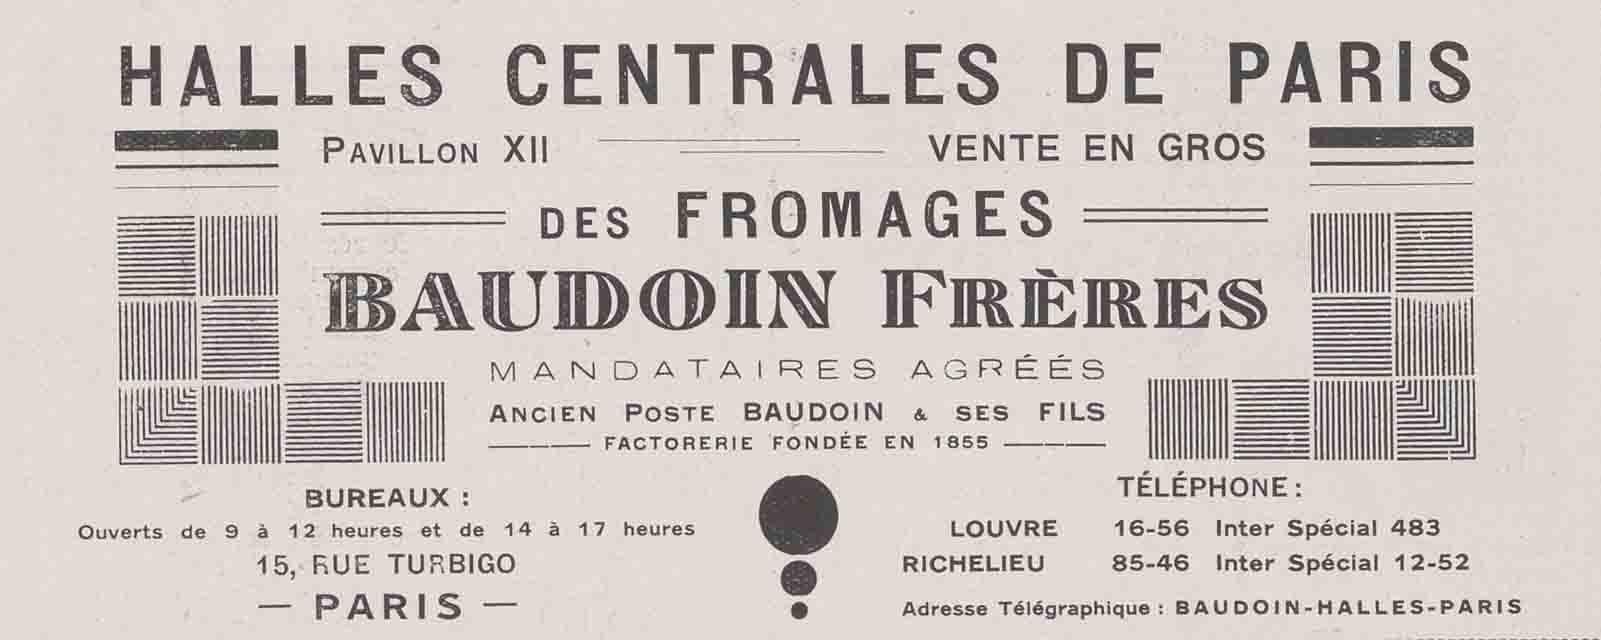 HALLES CENTRALES DE PARIS
PAVILLON XII VENTE EN GROS
DES FROMAGES
BAUDOIN FRÈRES
MANDATAIRES AGRÉÉS
ANCIEN POSTE BAUDOIN & SES FILS
FACTORERIE FONDÉE EN 1855
BUREAUX :
Ouverts de 9 à 12 heures et de 14 à 17 heures
15, RUE TURBIGO
— PARIS —
TÉLÉPHONE :
LOUVRE 16-56 Inter Spécial 483
RICHELIEU 85-46 Inter Spécial 12-52
Adresse Télégraphique : BAUDOIN-HALLES-PARIS